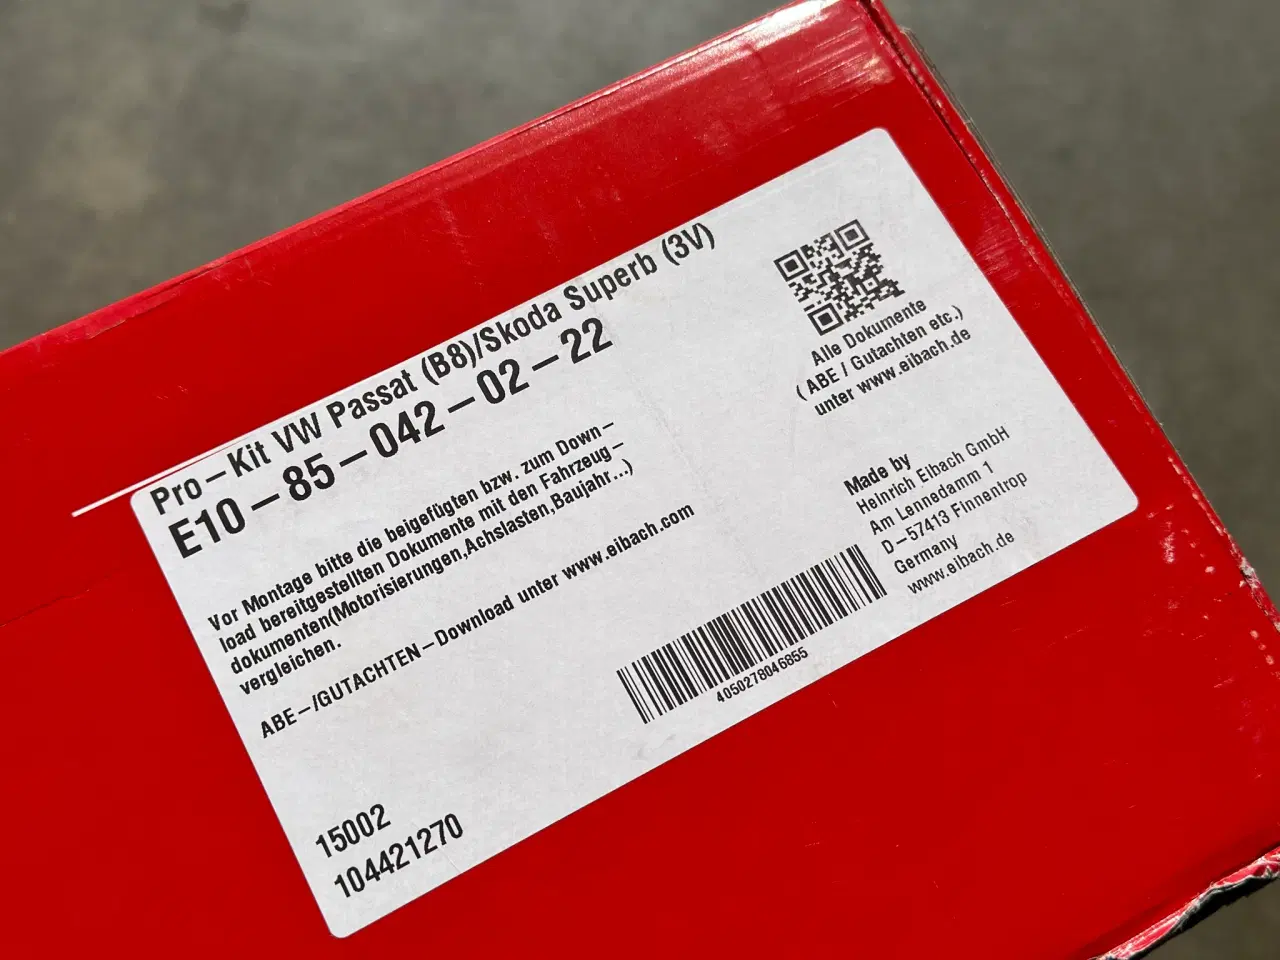 Pro-Kit VW Passat (B8)/Skoda Superb (3V)
E10-85-042-02-22
Vor Montage bitte die beigefügten bzw. zum Down-
load bereitgestellten Dokumente mit den Fahrzeug-
dokumenten(Motorisierungen,Achslasten,Baujahr...)
vergleichen.
ABE-/GUTACHTEN-Download unter www.eibach.com
15002
104421270
Alle Dokumente
( ABE / Gutachten etc.)
unter www.eibach.de
Made by
Heinrich Eibach GmbH
Am Lennedamm 1
D-57413 Finnentrop
Germany
www.eibach.de
4050278046855